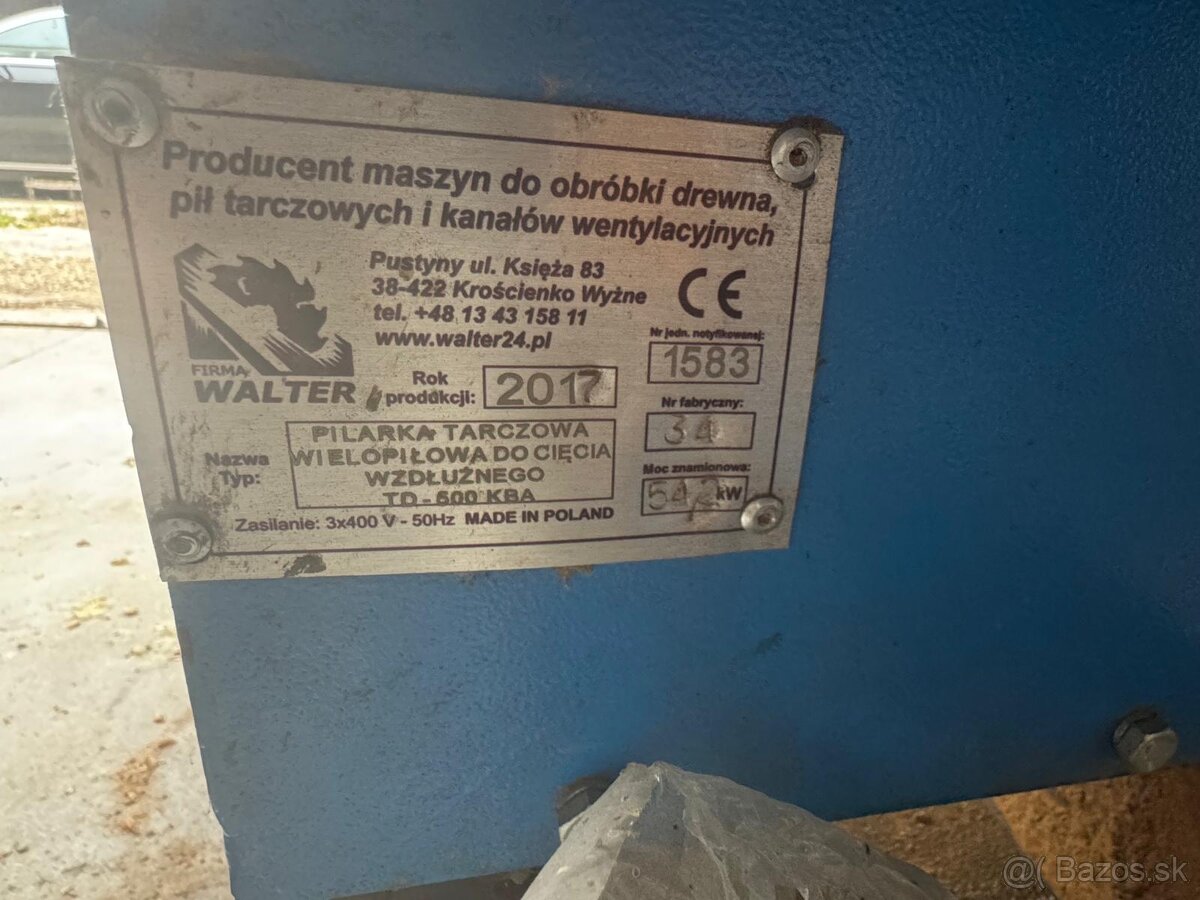 Producent maszyn do obróbki drewna,
pił tarczowych i kanałów wentylacyjnych
Pustyny ul. Księża 83
38-422 Krościenko Wyżne
tel. +48 13 43 158 11
www.walter24.pl
CE
FIRMA
WALTER
Rok
produkcji:
2017
Nr jedn. notyfikowanej:
1583
Nr fabryczny:
34
Nazwa
Typ:
PILARKA TARCZOWA
WIELOPIŁOWA DO CIĘCIA
WZDŁUŻNEGO
TD - 500 KBA
Moc znamionowa:
54,2 kW
Zasilanie: 3x400 V - 50Hz MADE IN POLAND
@( Bazos.sk